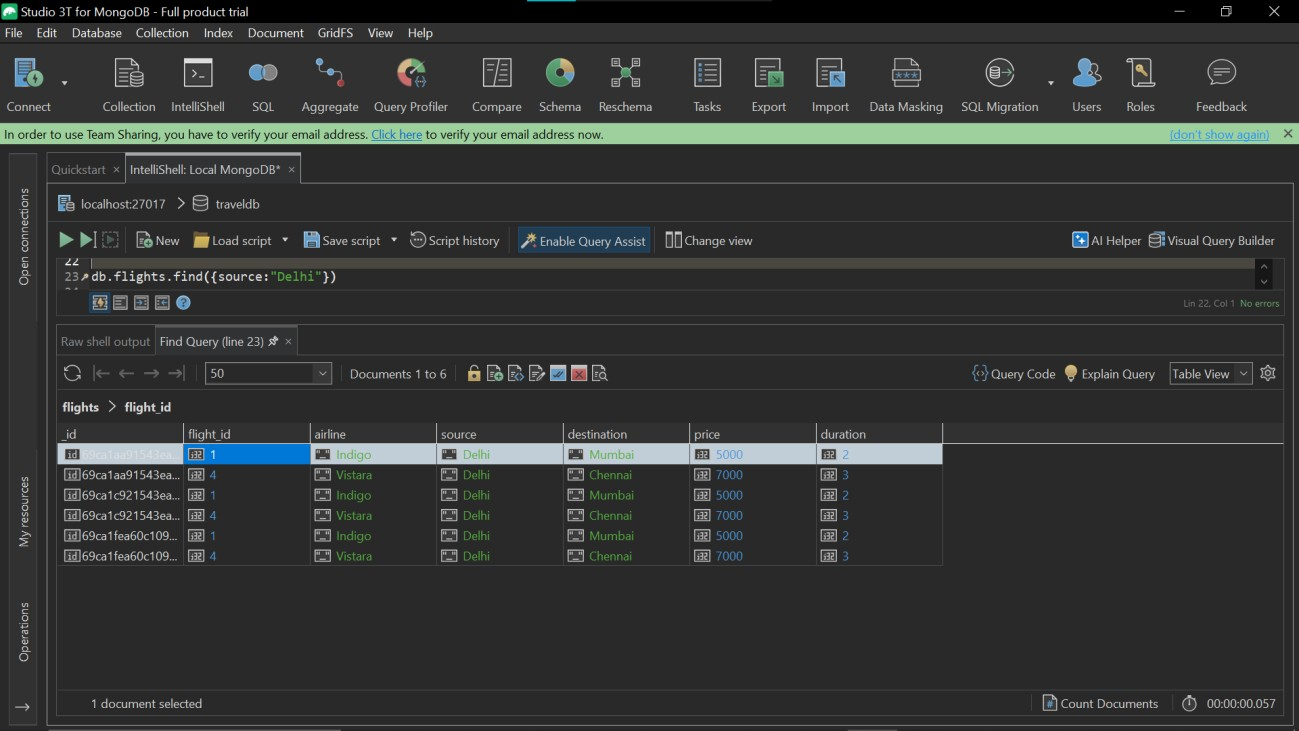 Studio 3T for MongoDB - Full product trial
File Edit Database Collection Index Document GridFS View Help
Connect Collection IntelliShell SQL Aggregate Query Profiler Compare Schema Reschema Tasks Export Import Data Masking SQL Migration Users Roles Feedback
In order to use Team Sharing, you have to verify your email address. Click here to verify your email address now. (don't show again)
Open connections
My resources
Operations
Quickstart IntelliShell: Local MongoDB*
localhost:27017 traveldb
New Load script Save script Script history Enable Query Assist Change view AI Helper Visual Query Builder
22
23 db.flights.find({source:"Delhi"})
Lin 22, Col 1 No errors
Raw shell output Find Query (line 23)
50 Documents 1 to 6 Query Code Explain Query Table View
flights > flight_id
_id flight_id airline source destination price duration
69ca1aa91543ea... 1 Indigo Delhi Mumbai 5000 2
69ca1aa91543ea... 4 Vistara Delhi Chennai 7000 3
69ca1c921543ea... 1 Indigo Delhi Mumbai 5000 2
69ca1c921543ea... 4 Vistara Delhi Chennai 7000 3
69ca1fea60c109... 1 Indigo Delhi Mumbai 5000 2
69ca1fea60c109... 4 Vistara Delhi Chennai 7000 3
1 document selected Count Documents 00:00:00.057